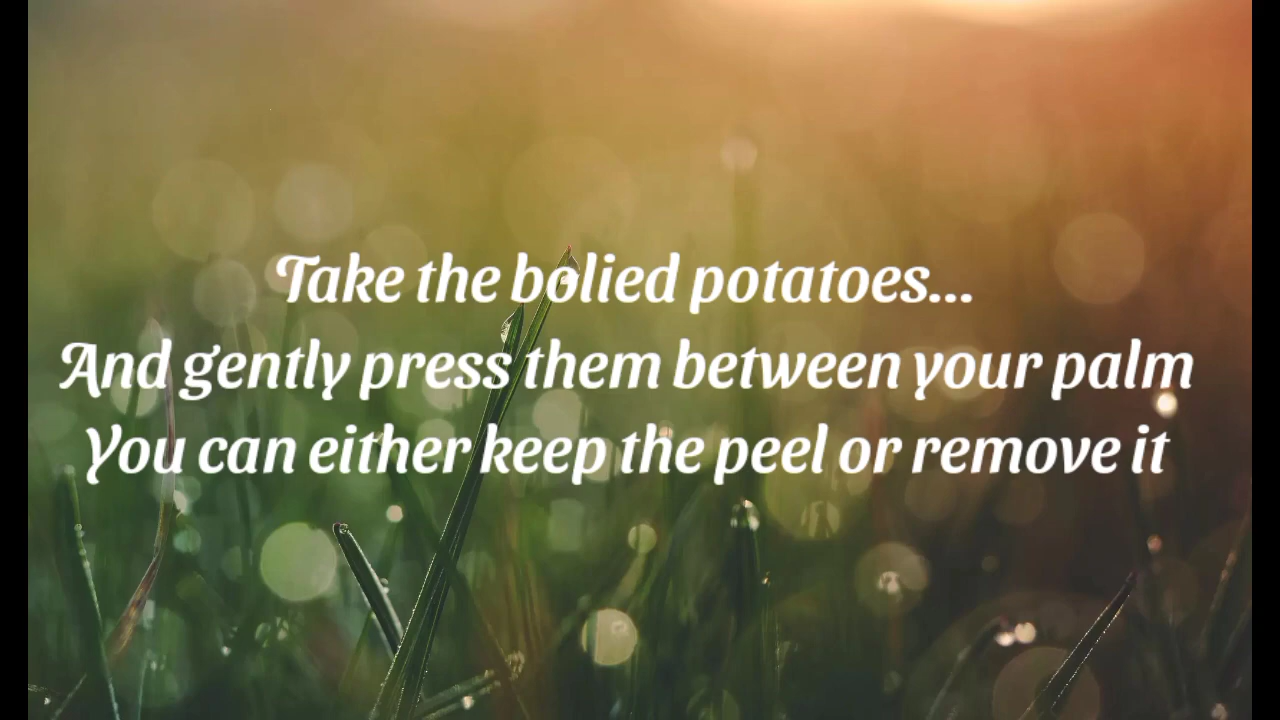 Take the bolied potatoes...
And gently press them between your palm
You can either keep the peel or remove it